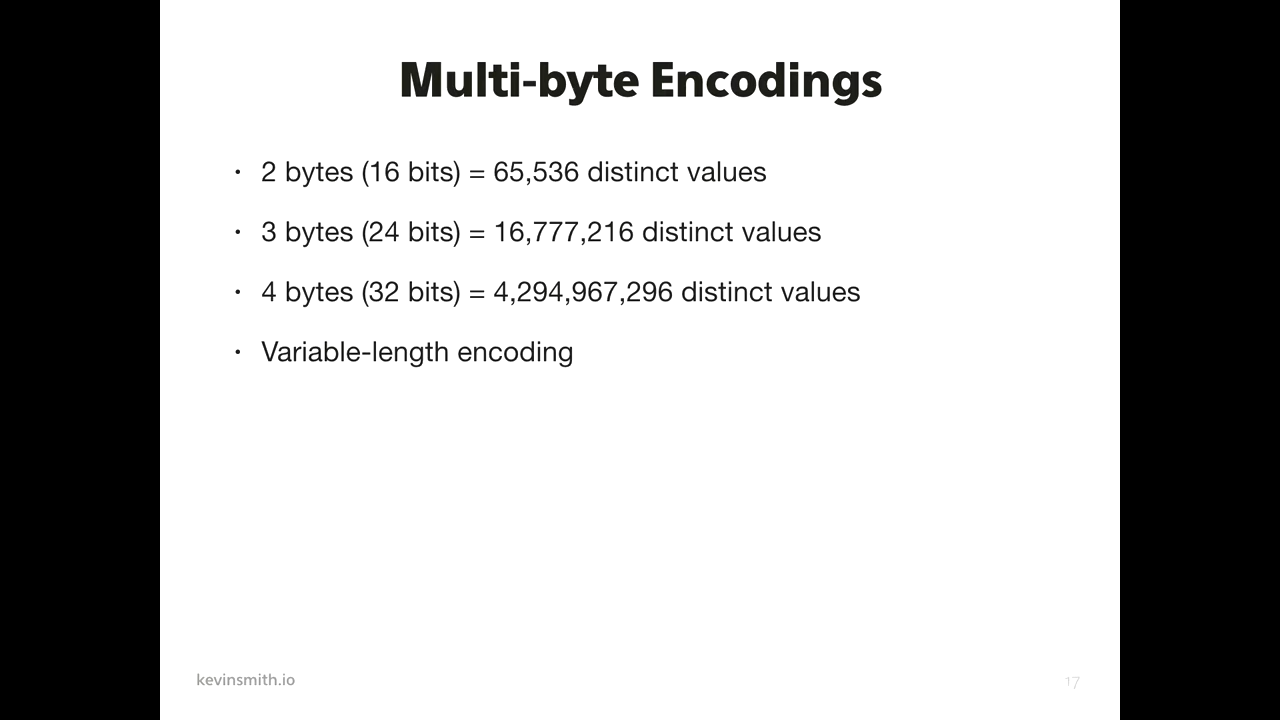 Multi-byte Encodings
• 2 bytes (16 bits) = 65,536 distinct values
• 3 bytes (24 bits) = 16,777,216 distinct values
• 4 bytes (32 bits) = 4,294,967,296 distinct values
• Variable-length encoding
kevinsmith.io
17